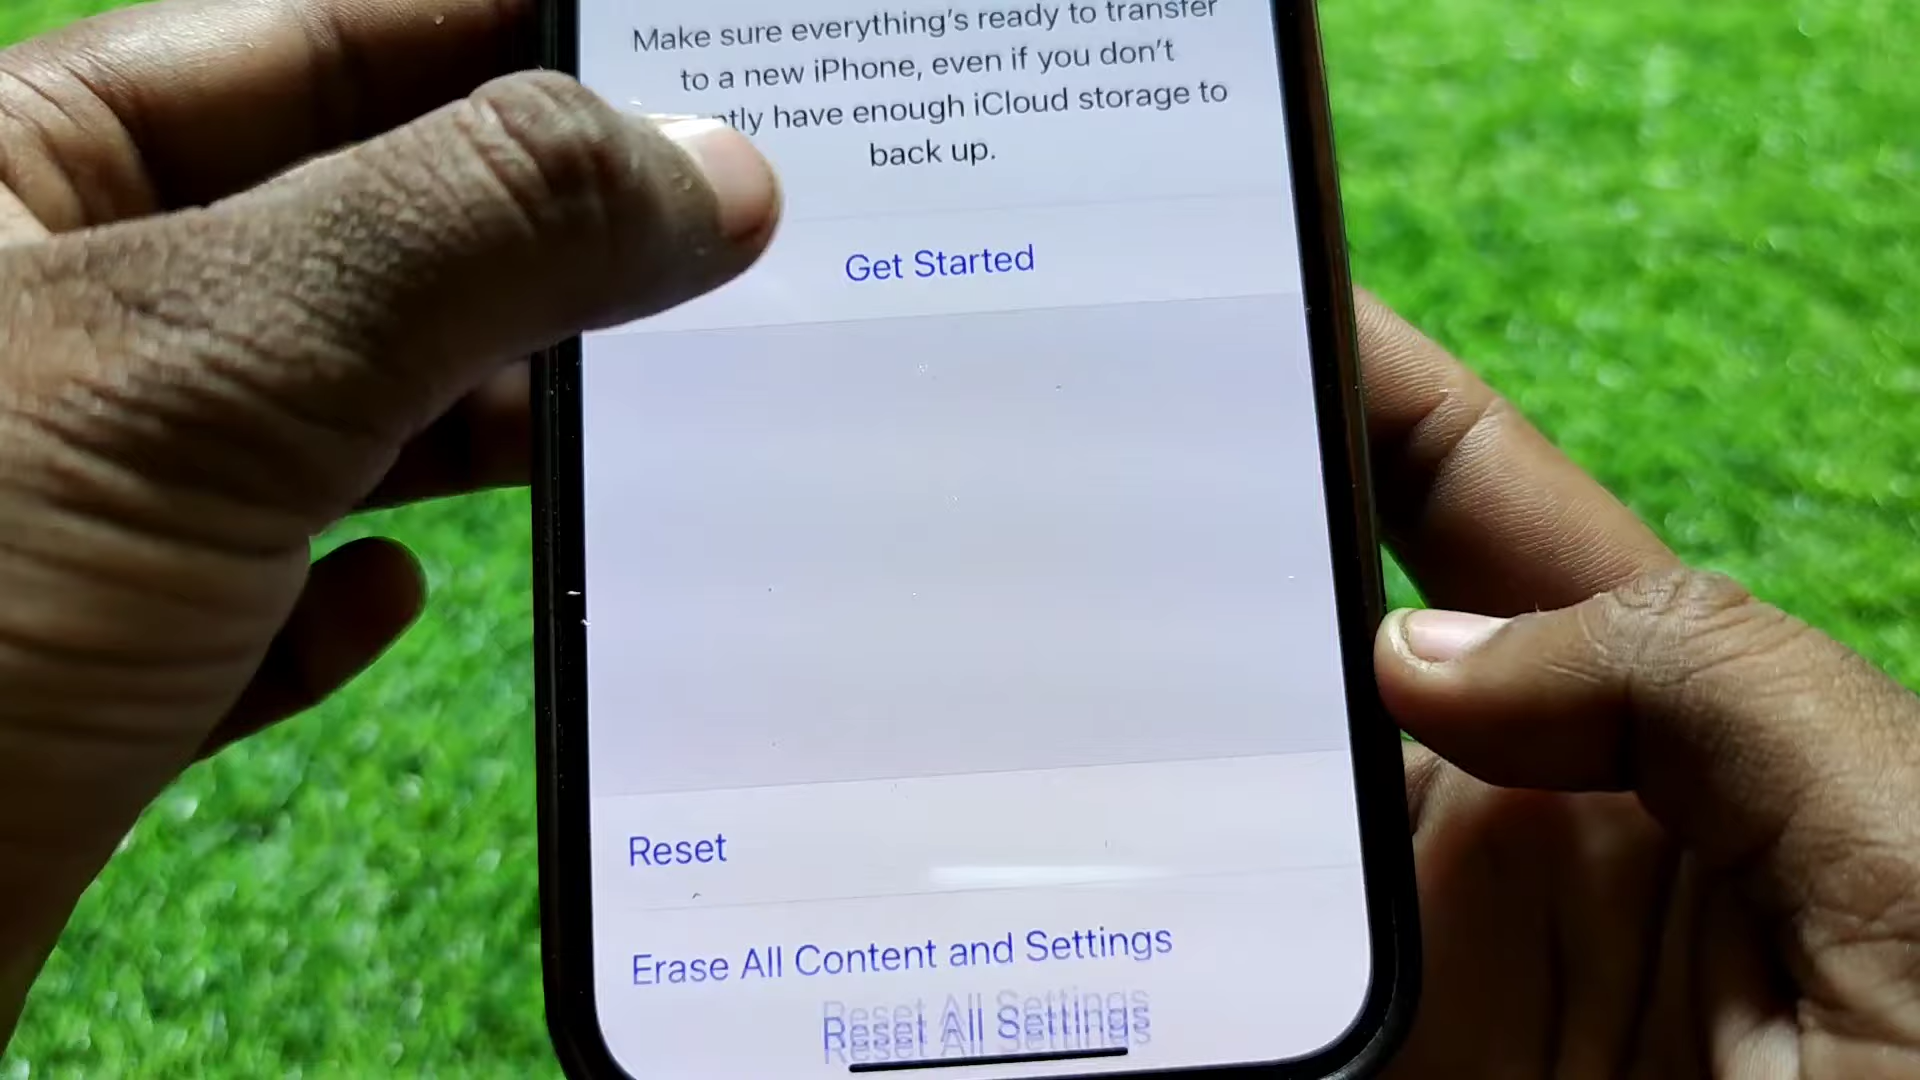 Make sure everything's ready to transfer
to a new iPhone, even if you don't
ntly have enough iCloud storage to
back up.
Get Started
Reset
Erase All Content and Settings
Reset All Settings